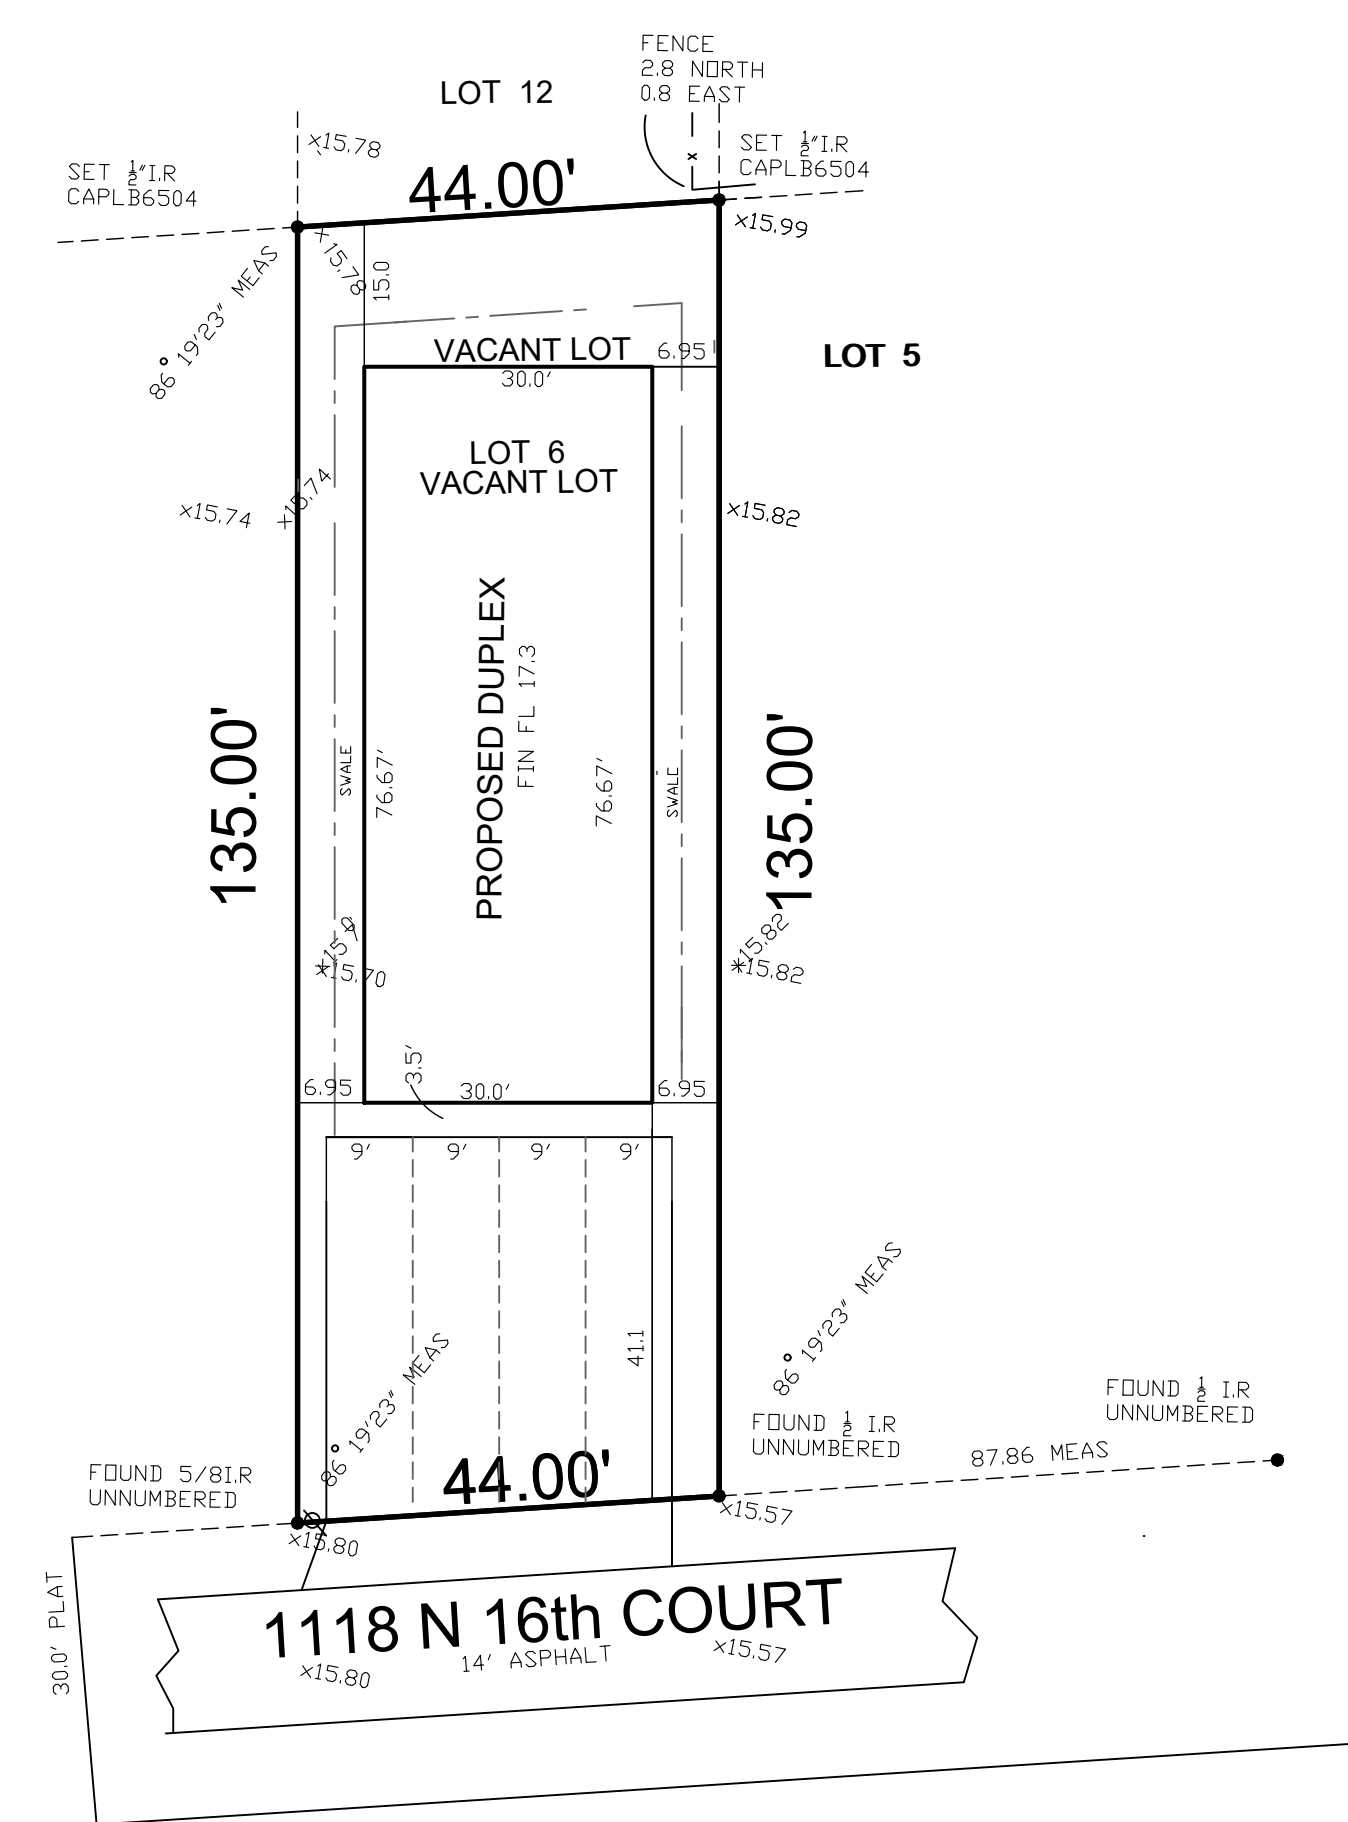 FENCE
2.8 NORTH
0.8 EAST
LOT 12
x15.78
SET 1/2"I.R
CAPLB6504
44.00'
SET 1/2"I.R
CAPLB6504
x15.99
x15.78
15.0
86° 19'23" MEAS
VACANT LOT
6.95
30.0'
LOT 5
LOT 6
VACANT LOT
x15.74
x15.74
x15.82
PROPOSED DUPLEX
FIN FL 17.3
135.00'
SWALE
76.67'
76.67'
SWALE
135.00'
x15.70
x15.82
x15.82
6.95
3.5'
30.0'
6.95
9'
9'
9'
9'
41.1
86° 19'23" MEAS
86° 19'23" MEAS
FOUND 1/2 I.R
UNNUMBERED
FOUND 1/2 I.R
UNNUMBERED
87.86 MEAS
FOUND 5/8I.R
UNNUMBERED
44.00'
x15.57
x15.80
30.0' PLAT
1118 N 16th COURT
14' ASPHALT
x15.80
x15.57